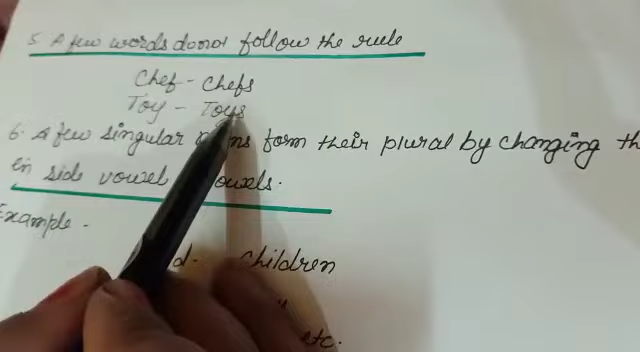 5. A few words donot follow the rule
Chef - Chefs
Toy - Toys
6. A few singular form their plural by changing
in side vowel vowels.
Example -
children
"
etc.